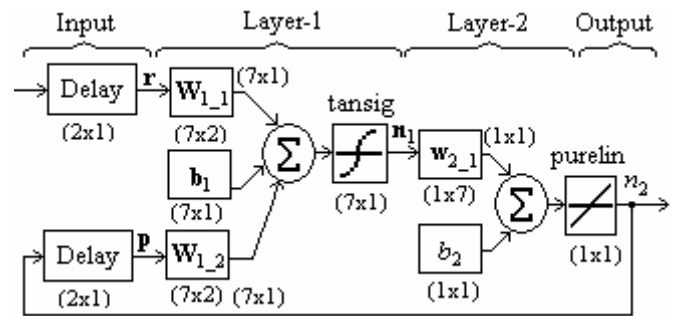 Input Layer-1 Layer-2 Output
Delay r W1_1 (7x1)
(2x1) (7x2)
tansig
Σ n1 w2_1 (1x1)
b1
(7x1) (7x1) (1x7)
purelin
Σ n2
b2
(1x1) (1x1)
Delay p W1_2
(2x1) (7x2) (7x1)